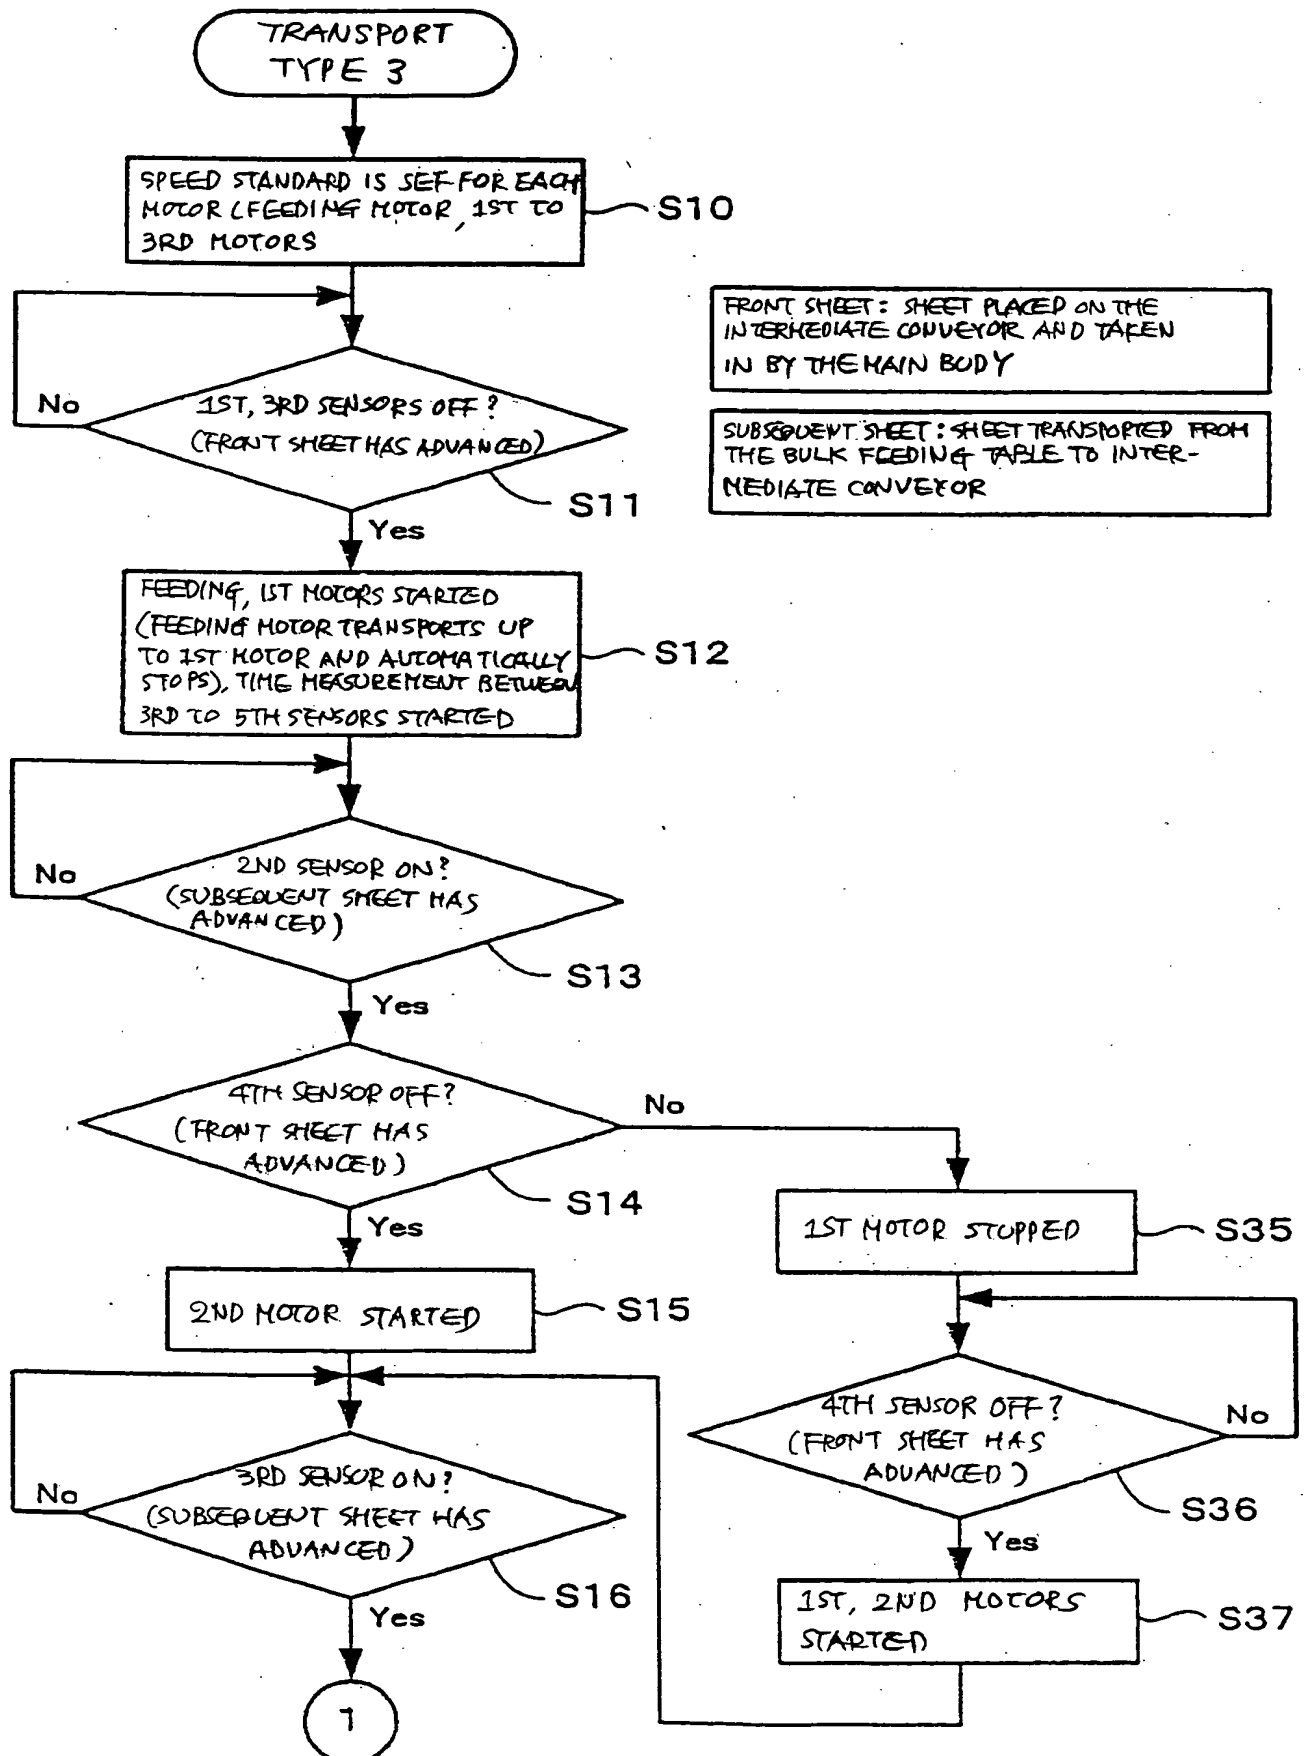 TRANSPORT
TYPE 3
SPEED STANDARD IS SET FOR EACH
MOTOR (FEEDING MOTOR, 1ST TO
3RD MOTORS
S10
FRONT SHEET: SHEET PLACED ON THE
INTERMEDIATE CONVEYOR AND TAKEN
IN BY THE MAIN BODY
No
1ST, 3RD SENSORS OFF?
(FRONT SHEET HAS ADVANCED)
S11
Yes
SUBSEQUENT SHEET: SHEET TRANSPORTED FROM
THE BULK FEEDING TABLE TO INTER-
MEDIATE CONVEYOR
FEEDING, 1ST MOTORS STARTED
(FEEDING MOTOR TRANSPORTS UP
TO 1ST MOTOR AND AUTOMATICALLY
STOPS), TIME MEASUREMENT BETWEEN
3RD TO 5TH SENSORS STARTED
S12
No
2ND SENSOR ON?
(SUBSEQUENT SHEET HAS
ADVANCED)
S13
Yes
4TH SENSOR OFF?
(FRONT SHEET HAS
ADVANCED)
No
S14
Yes
1ST MOTOR STOPPED
S35
2ND MOTOR STARTED
S15
4TH SENSOR OFF?
(FRONT SHEET HAS
ADVANCED)
No
S36
Yes
No
3RD SENSOR ON?
(SUBSEQUENT SHEET HAS
ADVANCED)
S16
Yes
1ST, 2ND MOTORS
STARTED
S37
1